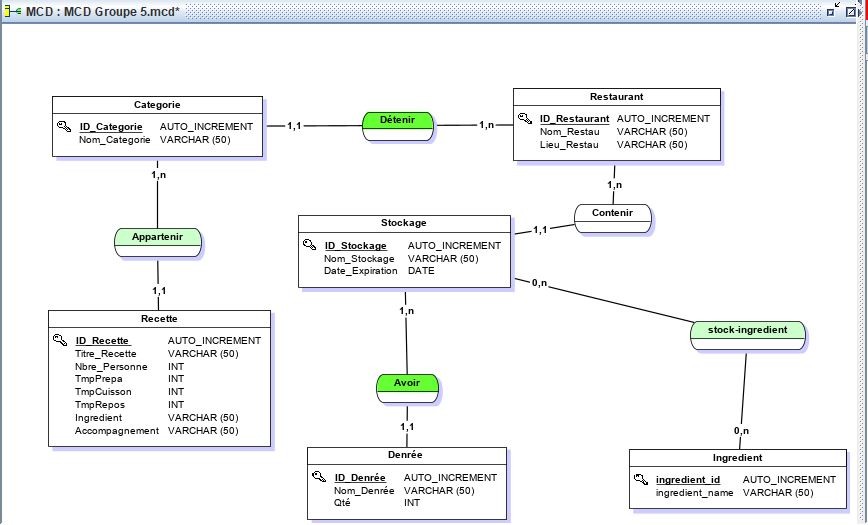 MCD : MCD Groupe 5.mcd*
Categorie
ID_Categorie AUTO_INCREMENT
Nom_Categorie VARCHAR (50)
1,1
Détenir
1,n
Restaurant
ID_Restaurant AUTO_INCREMENT
Nom_Restau VARCHAR (50)
Lieu_Restau VARCHAR (50)
1,n
Appartenir
1,1
1,n
Contenir
1,1
Stockage
ID_Stockage AUTO_INCREMENT
Nom_Stockage VARCHAR (50)
Date_Expiration DATE
0,n
stock-ingredient
0,n
1,n
Avoir
1,1
Recette
ID_Recette AUTO_INCREMENT
Titre_Recette VARCHAR (50)
Nbre_Personne INT
TmpPrepa INT
TmpCuisson INT
TmpRepos INT
Ingredient VARCHAR (50)
Accompagnement VARCHAR (50)
Denrée
ID_Denrée AUTO_INCREMENT
Nom_Denrée VARCHAR (50)
Qté INT
Ingredient
ingredient_id AUTO_INCREMENT
ingredient_name VARCHAR (50)